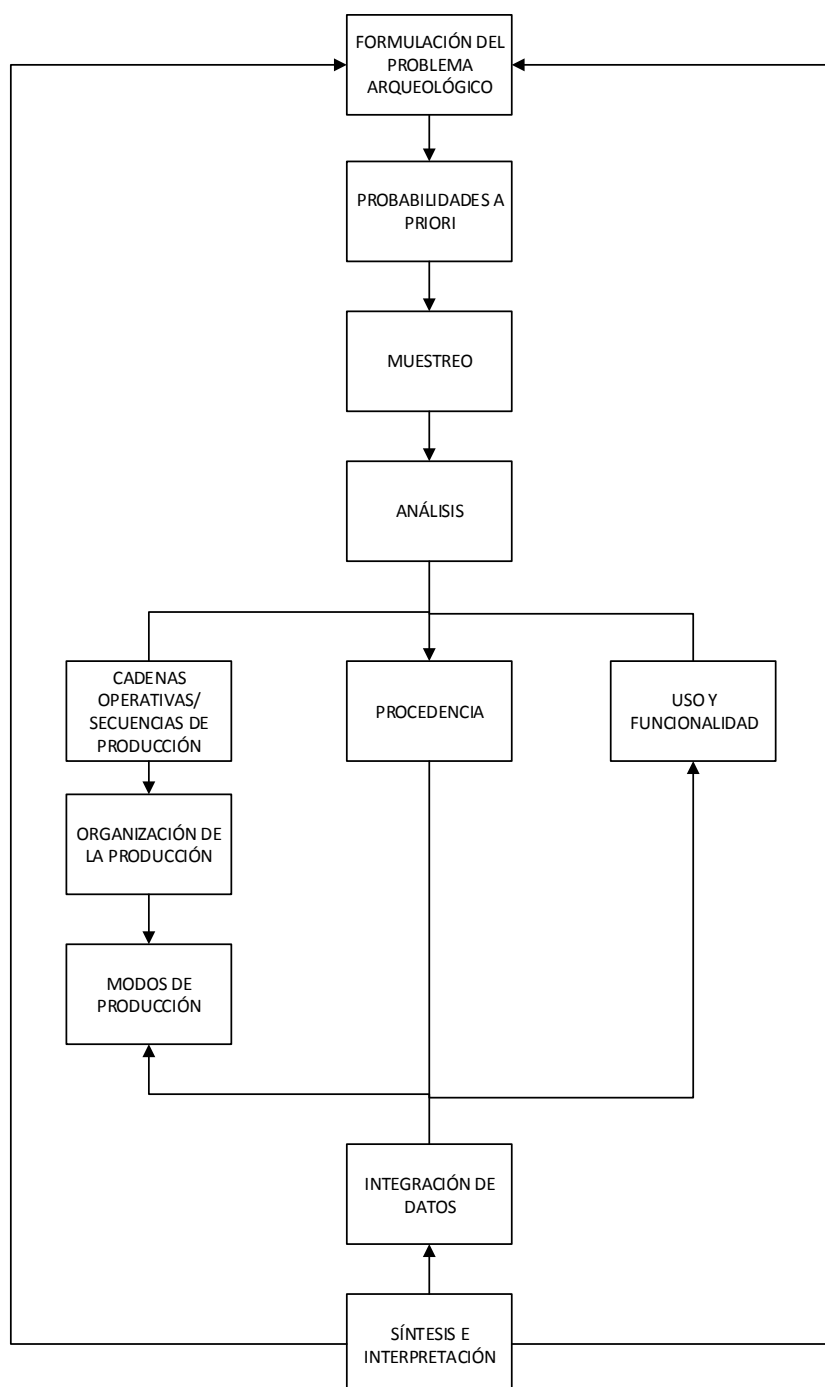 FORMULACIÓN DEL
PROBLEMA
ARQUEOLÓGICO
PROBABILIDADES A
PRIORI
MUESTREO
ANÁLISIS
CADENAS
OPERATIVAS/
SECUENCIAS DE
PRODUCCIÓN
PROCEDENCIA
USO Y
FUNCIONALIDAD
ORGANIZACIÓN DE
LA PRODUCCIÓN
MODOS DE
PRODUCCIÓN
INTEGRACIÓN DE
DATOS
SÍNTESIS E
INTERPRETACIÓN